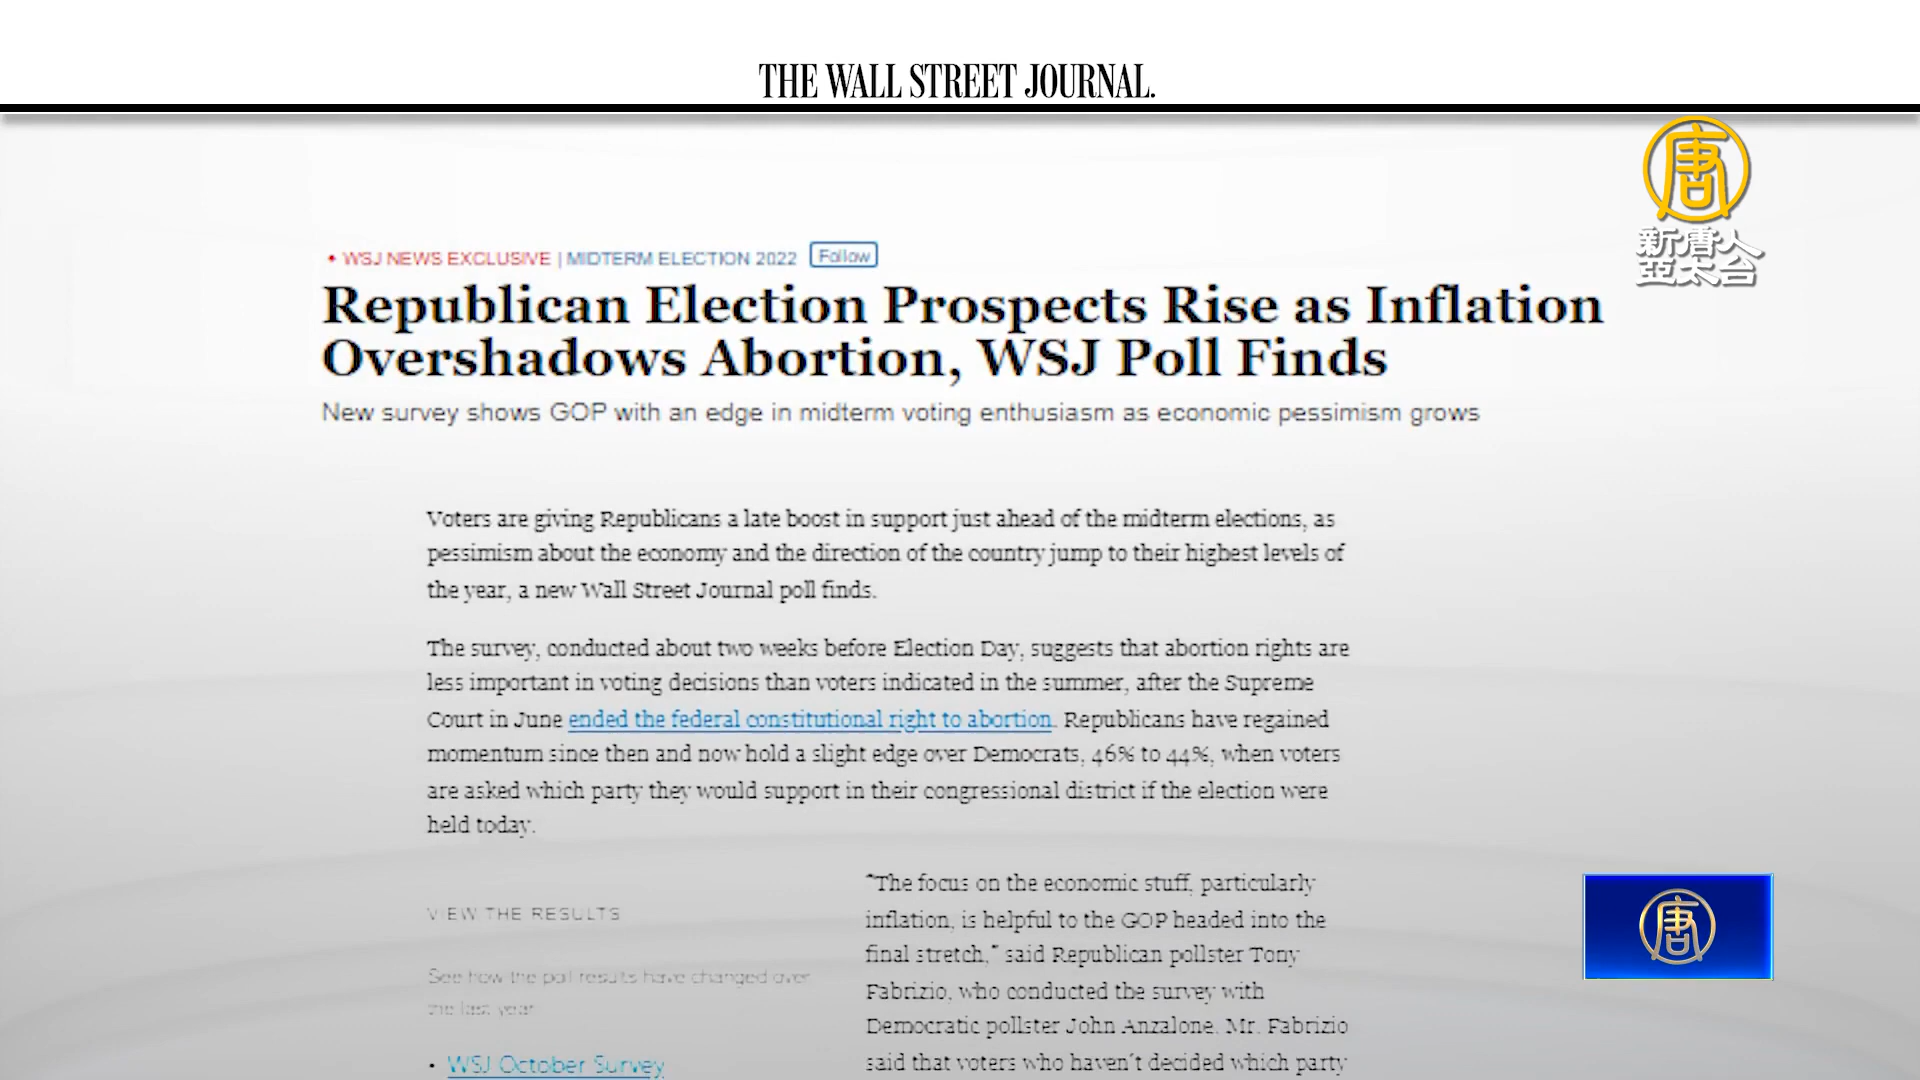 THE WALL STREET JOURNAL.
唐
新唐人
亞太台
• WSJ NEWS EXCLUSIVE | MIDTERM ELECTION 2022 Follow
Republican Election Prospects Rise as Inflation
Overshadows Abortion, WSJ Poll Finds
New survey shows GOP with an edge in midterm voting enthusiasm as economic pessimism grows
Voters are giving Republicans a late boost in support just ahead of the midterm elections, as
pessimism about the economy and the direction of the country jump to their highest levels of
the year, a new Wall Street Journal poll finds.
The survey, conducted about two weeks before Election Day, suggests that abortion rights are
less important in voting decisions than voters indicated in the summer, after the Supreme
Court in June ended the federal constitutional right to abortion. Republicans have regained
momentum since then and now hold a slight edge over Democrats, 46% to 44%, when voters
are asked which party they would support in their congressional district if the election were
held today.
VIEW THE RESULTS
See how the poll results have changed over
the last year
• WSJ October Survey
"The focus on the economic stuff, particularly
inflation, is helpful to the GOP headed into the
final stretch," said Republican pollster Tony
Fabrizio, who conducted the survey with
Democratic pollster John Anzalone. Mr. Fabrizio
said that voters who haven't decided which party
唐